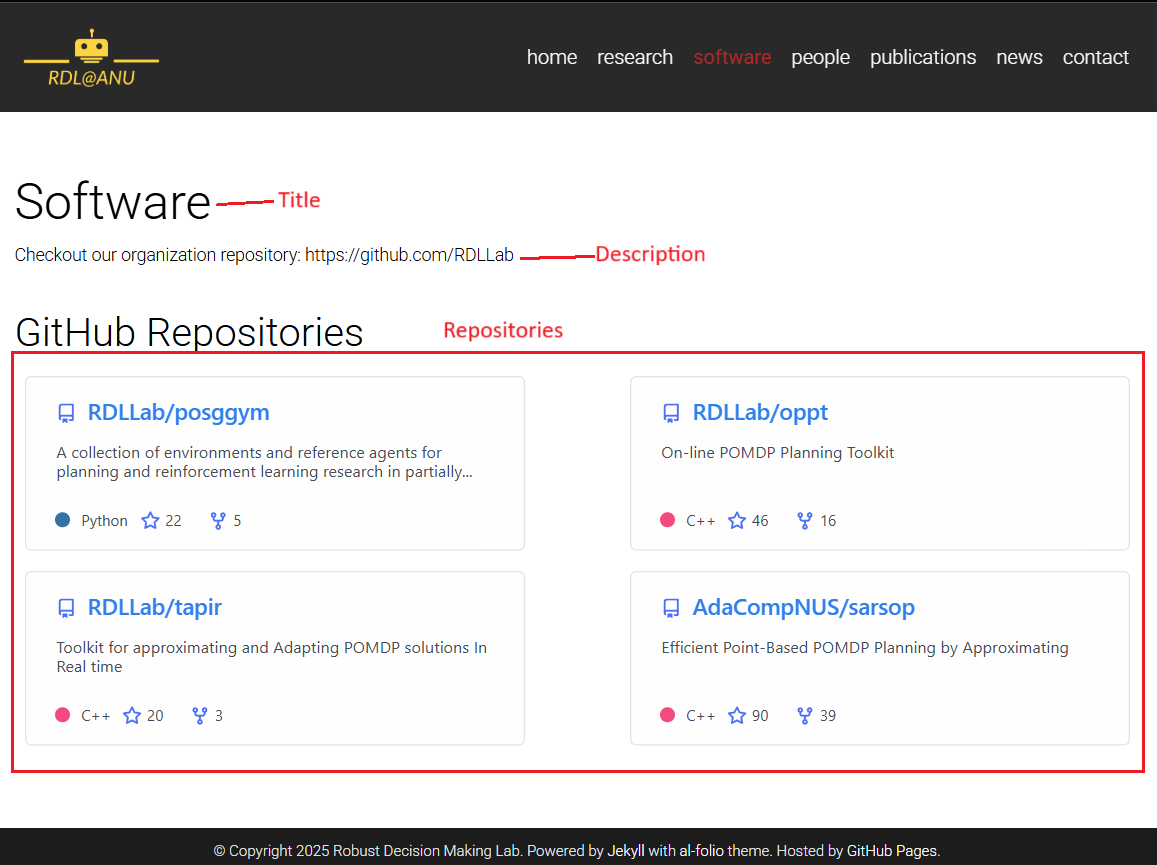 RDL@ANU
home research software people publications news contact
Software
Title
Checkout our organization repository: https://github.com/RDLLab
Description
GitHub Repositories
Repositories
RDLLab/posggym
A collection of environments and reference agents for
planning and reinforcement learning research in partially...
Python 22 5
RDLLab/oppt
On-line POMDP Planning Toolkit
C++ 46 16
RDLLab/tapir
Toolkit for approximating and Adapting POMDP solutions In
Real time
C++ 20 3
AdaCompNUS/sarsop
Efficient Point-Based POMDP Planning by Approximating
C++ 90 39
© Copyright 2025 Robust Decision Making Lab. Powered by Jekyll with al-folio theme. Hosted by GitHub Pages.